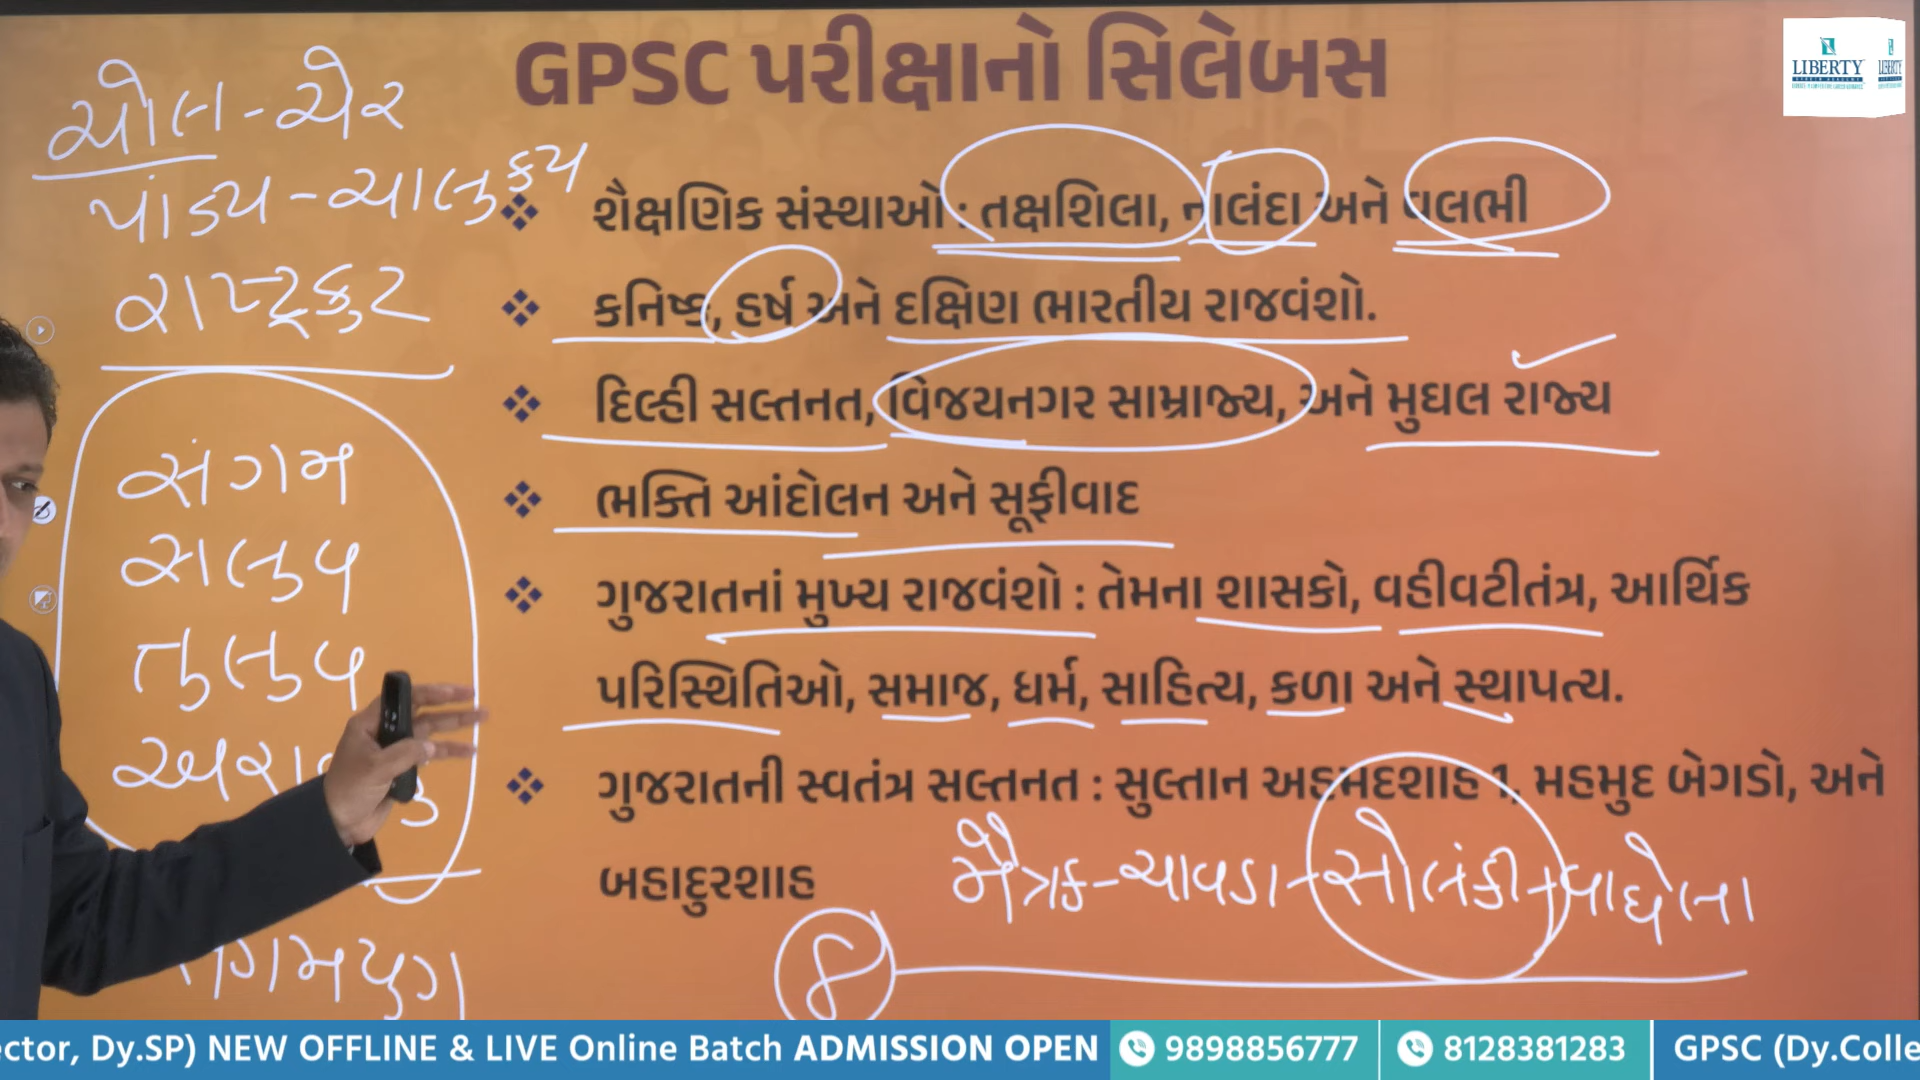 GPSC પરીક્ષાનો સિલેબસ
LIBERTY
LIBERTY
ચોલ - ચેર
પાંડ્ય - ચાલુક્ય
રાષ્ટ્રકુટ
સંગમ
સાલુવ
તુલુવ
શૈક્ષણિક સંસ્થાઓ : તક્ષશિલા, નાલંદા અને વલભી
કનિષ્ક, હર્ષ અને દક્ષિણ ભારતીય રાજવંશો.
દિલ્હી સલ્તનત, વિજયનગર સામ્રાજ્ય, અને મુઘલ રાજ્ય
ભક્તિ આંદોલન અને સૂફીવાદ
ગુજરાતનાં મુખ્ય રાજવંશો : તેમના શાસકો, વહીવટીતંત્ર, આર્થિક
પરિસ્થિતિઓ, સમાજ, ધર્મ, સાહિત્ય, કળા અને સ્થાપત્ય.
ગુજરાતની સ્વતંત્ર સલ્તનત : સુલ્તાન અહમદશાહ 1, મહમુદ બેગડો, અને
બહાદુરશાહ
મૈત્રક - ચાવડા - સોલંકી - વાઘેલા
ctor, Dy.SP) NEW OFFLINE & LIVE Online Batch ADMISSION OPEN 9898856777 8128381283 GPSC (Dy.Colle